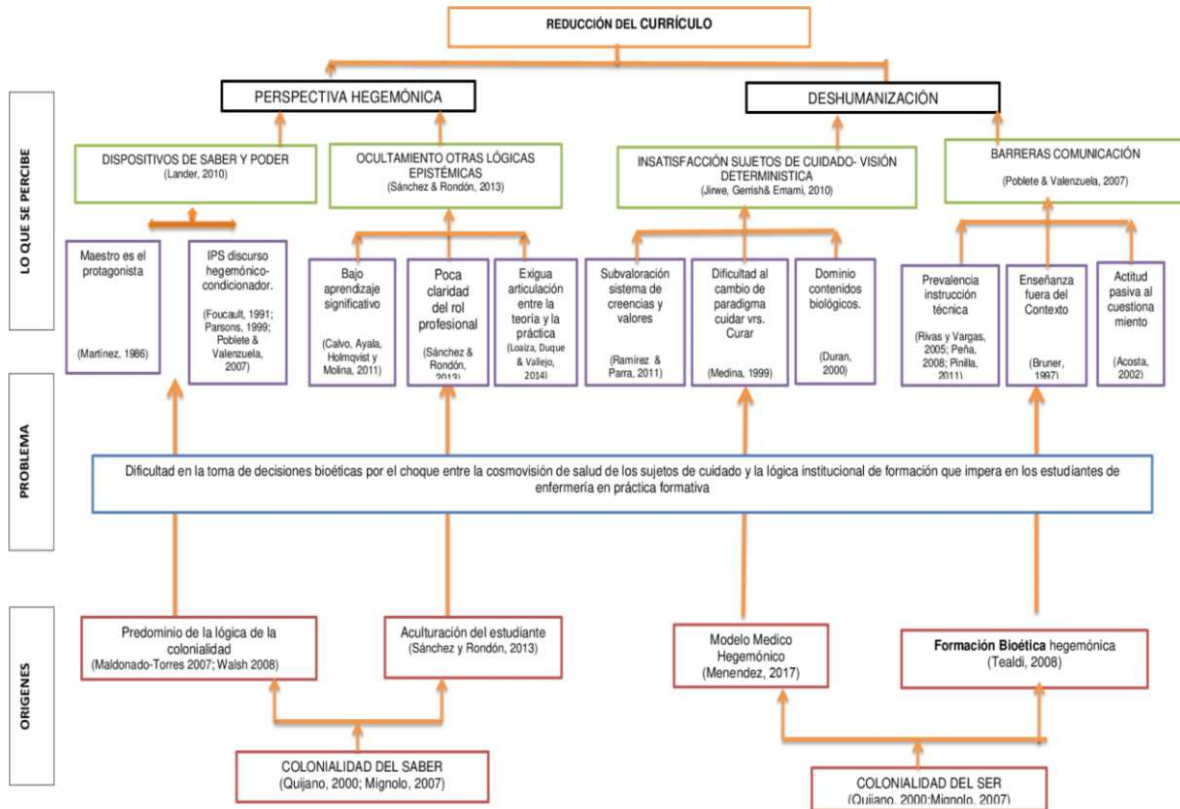 REDUCCIÓN DEL CURRÍCULO
PERSPECTIVA HEGEMÓNICA
DESHUMANIZACIÓN
LO QUE SE PERCIBE
DISPOSITIVOS DE SABER Y PODER
(Lander, 2010)
OCULTAMIENTO OTRAS LÓGICAS
EPISTÉMICAS
(Sánchez & Rondón, 2013)
INSATISFACCIÓN SUJETOS DE CUIDADO- VISIÓN
DETERMINÍSTICA
(Jirwe, Gerrish& Emami, 2010)
BARRERAS COMUNICACIÓN
(Poblete & Valenzuela, 2007)
Maestro es el
protagonista
(Martínez, 1986)
IPS discurso
hegemónico-
condicionador.
(Foucault, 1991;
Parsons, 1999;
Poblete &
Valenzuela,
2007)
Bajo
aprendizaje
significativo
(Calvo, Ayala,
Holmqvist y
Molina, 2011)
Poca
claridad
del rol
profesional
(Sánchez &
Rondón,
2013)
Exigua
articulación
entre la
teoría y la
práctica
(Loaiza, Duque
& Vallejo, 2014)
Subvaloración
sistema de
creencias y
valores
(Ramírez &
Parra, 2011)
Dificultad al
cambio de
paradigma
cuidar vrs.
Curar
(Medina, 1999)
Dominio
contenidos
biológicos.
(Duran,
2000)
Prevalencia
instrucción
técnica
(Rivas y Vargas,
2005; Peña,
2008; Pinilla,
2011)
Enseñanza
fuera del
Contexto
(Bruner,
1997)
Actitud
pasiva al
cuestiona
miento
(Acosta,
2002)
PROBLEMA
Dificultad en la toma de decisiones bioéticas por el choque entre la cosmovisión de salud de los sujetos de cuidado y la lógica institucional de formación que impera en los estudiantes de
enfermería en práctica formativa
ORIGENES
Predominio de la lógica de la
colonialidad
(Maldonado-Torres 2007; Walsh 2008)
Aculturación del estudiante
(Sánchez y Rondón, 2013)
Modelo Medico
Hegemónico
(Menendez, 2017)
Formación Bioética hegemónica
(Tealdi, 2008)
COLONIALIDAD DEL SABER
(Quijano, 2000; Mignolo, 2007)
COLONIALIDAD DEL SER
(Quijano, 2000;Mignolo, 2007)